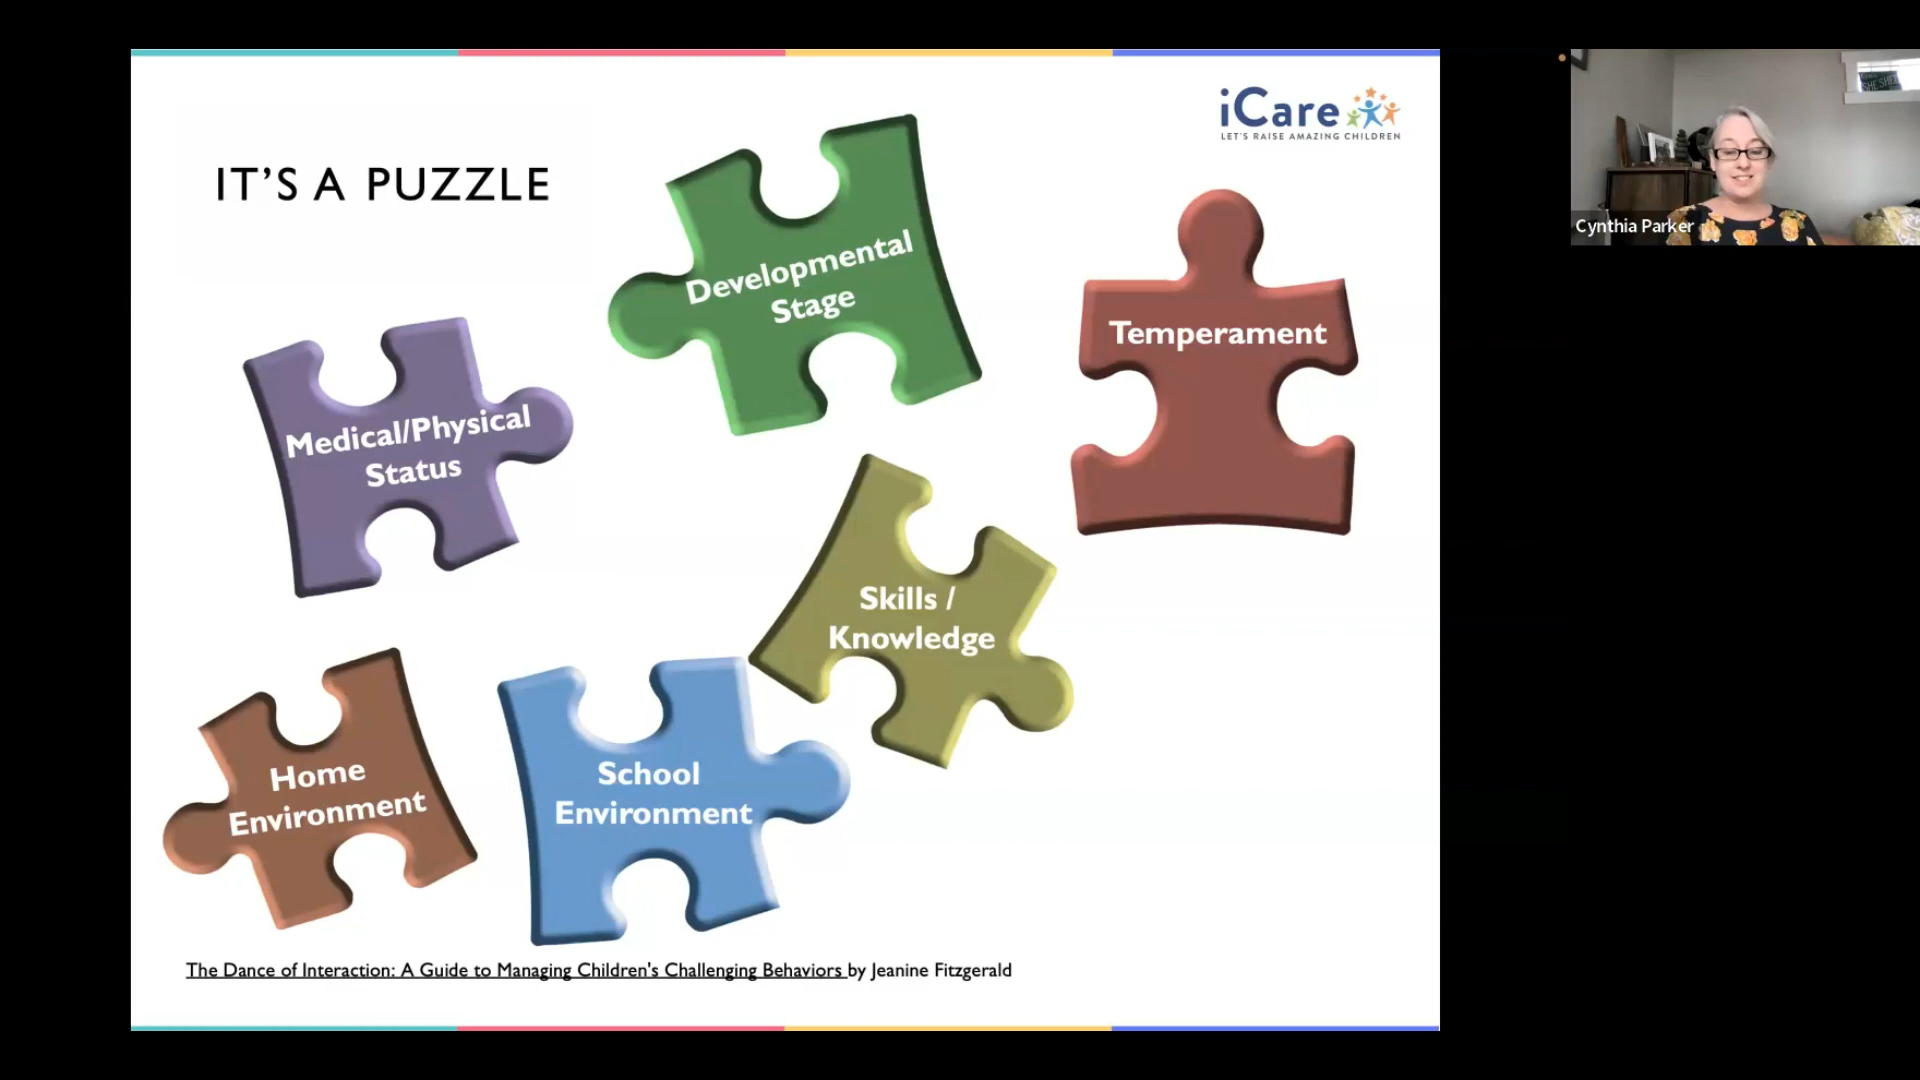 iCare
LET'S RAISE AMAZING CHILDREN
IT'S A PUZZLE
Developmental
Stage
Temperament
Medical/Physical
Status
Skills /
Knowledge
Home
Environment
School
Environment
The Dance of Interaction: A Guide to Managing Children's Challenging Behaviors by Jeanine Fitzgerald
Cynthia Parker